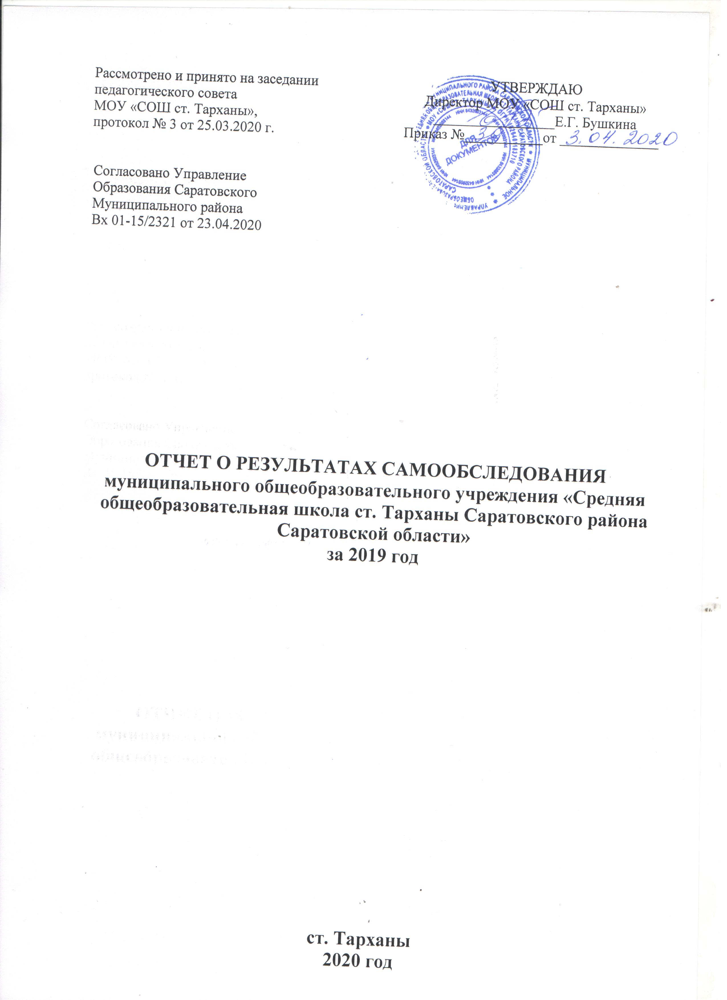 Рассмотрено и принято на заседании
педагогического совета
МОУ «СОШ ст. Тарханы»,
протокол № 3 от 25.03.2020 г.
Согласовано Управление
Образования Саратовского
Муниципального района
Вх 01-15/2321 от 23.04.2020
УТВЕРЖДАЮ
Директор МОУ «СОШ ст. Тарханы»
Е.Г. Бушкина
Приказ № от 3.04.2020
ДЛЯ
ДОКУМЕНТОВ
ОТЧЕТ О РЕЗУЛЬТАТАХ САМООБСЛЕДОВАНИЯ
муниципального общеобразовательного учреждения «Средняя
общеобразовательная школа ст. Тарханы Саратовского района
Саратовской области»
за 2019 год
ст. Тарханы
2020 год